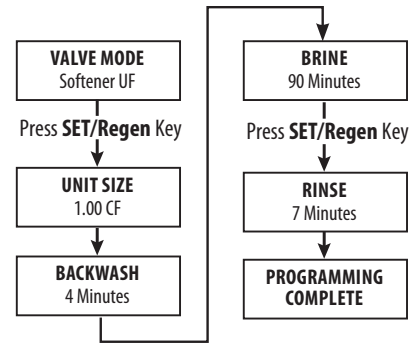 VALVE MODE
Softener UF
Press SET/Regen Key
UNIT SIZE
1.00 CF
BACKWASH
4 Minutes
BRINE
90 Minutes
Press SET/Regen Key
RINSE
7 Minutes
PROGRAMMING
COMPLETE